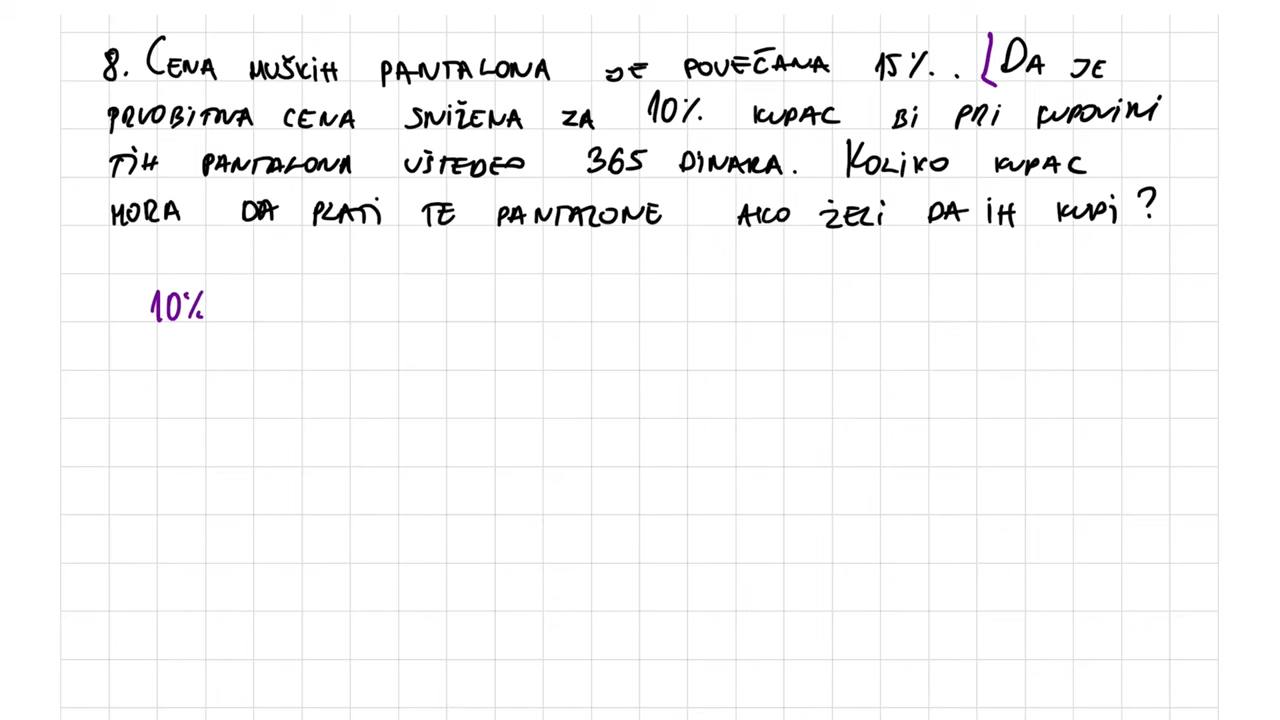 8. CENA MUŠKIH PANTALONA JE POVEČANA 15%. . DA JE
PRVOBITNA CENA SNIŽENA ZA 10% KUPAC BI PRI KUPOVINI
TIH PANTALONA UŠTEDEO 365 DINARA. KOLIKO KUPAC
MORA DA PLATI TE PANTALONE AKO ŽELI DA IH KUPI?
10%